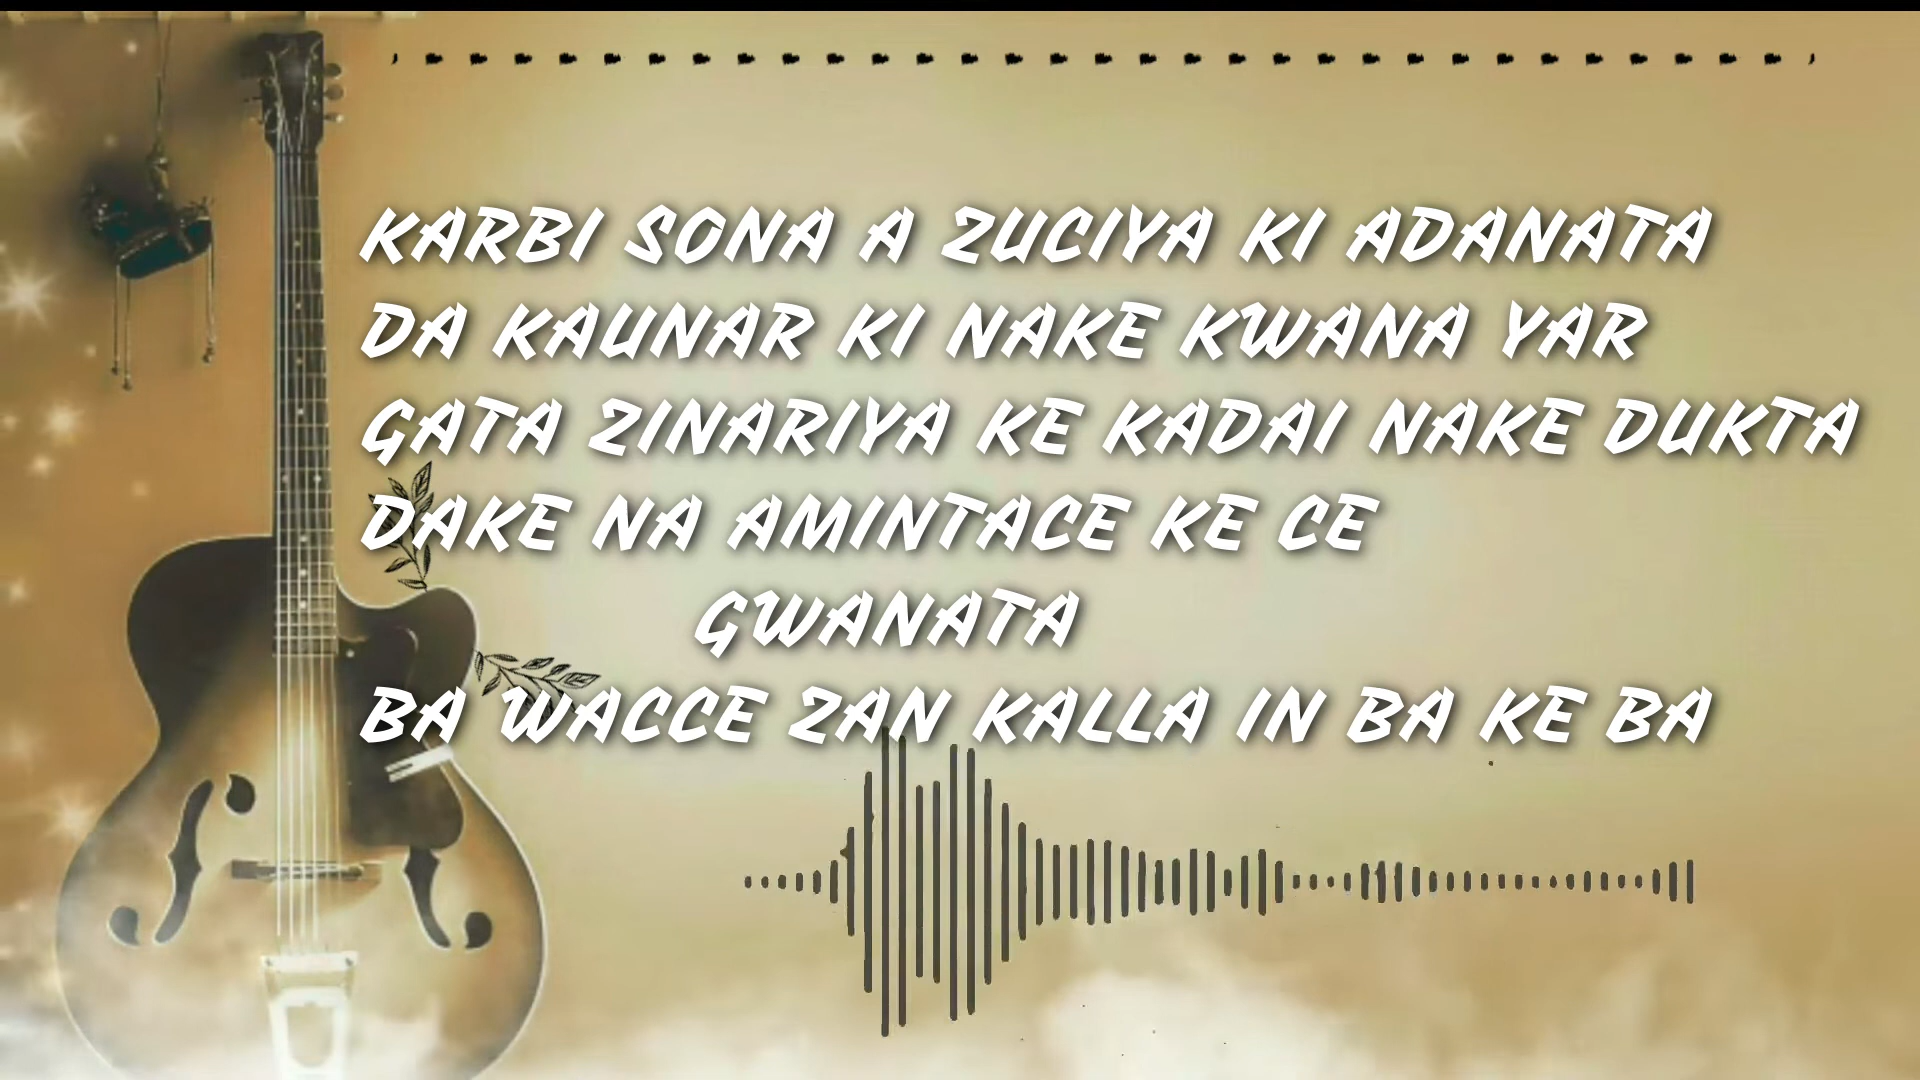 KARBI SONA A ZUCIYA KI ADANATA
DA KAUNAR KI NAKE KWANA YAR
GATA ZINARIYA KE KADAI NAKE DUKTA
DAKE NA AMINTACE KE CE
GWANATA
BA WACCE ZAN KALLA IN BA KE BA